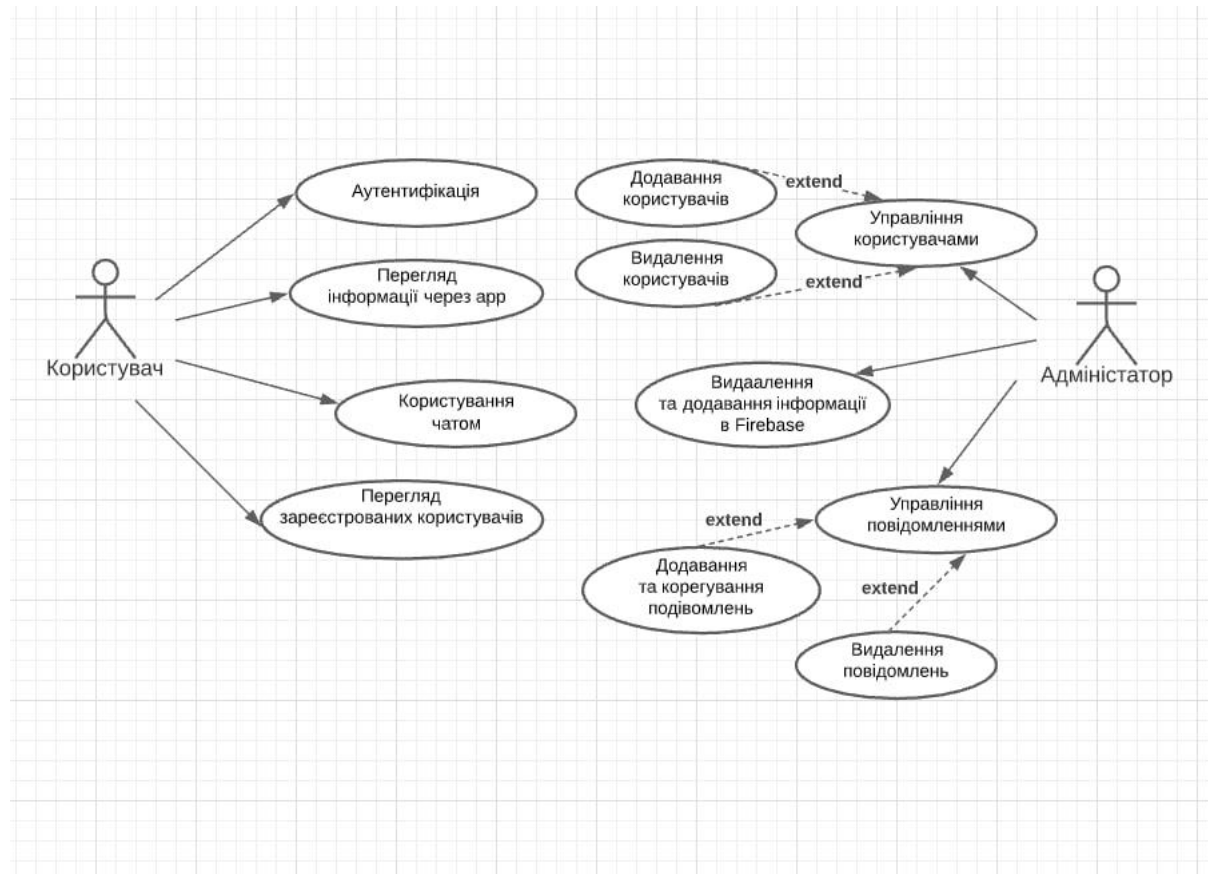 Аутентифікація
Додавання
користувачів
extend
Управління
користувачами
Видалення
користувачів
extend
Перегляд
інформації через app
Користувач
Адміністатор
Видаалення
та додавання інформації
в Firebase
Користування
чатом
Перегляд
зареєстрованих користувачів
Управління
повідомленнями
extend
Додавання
та корегування
подівомлень
extend
Видалення
повідомлень